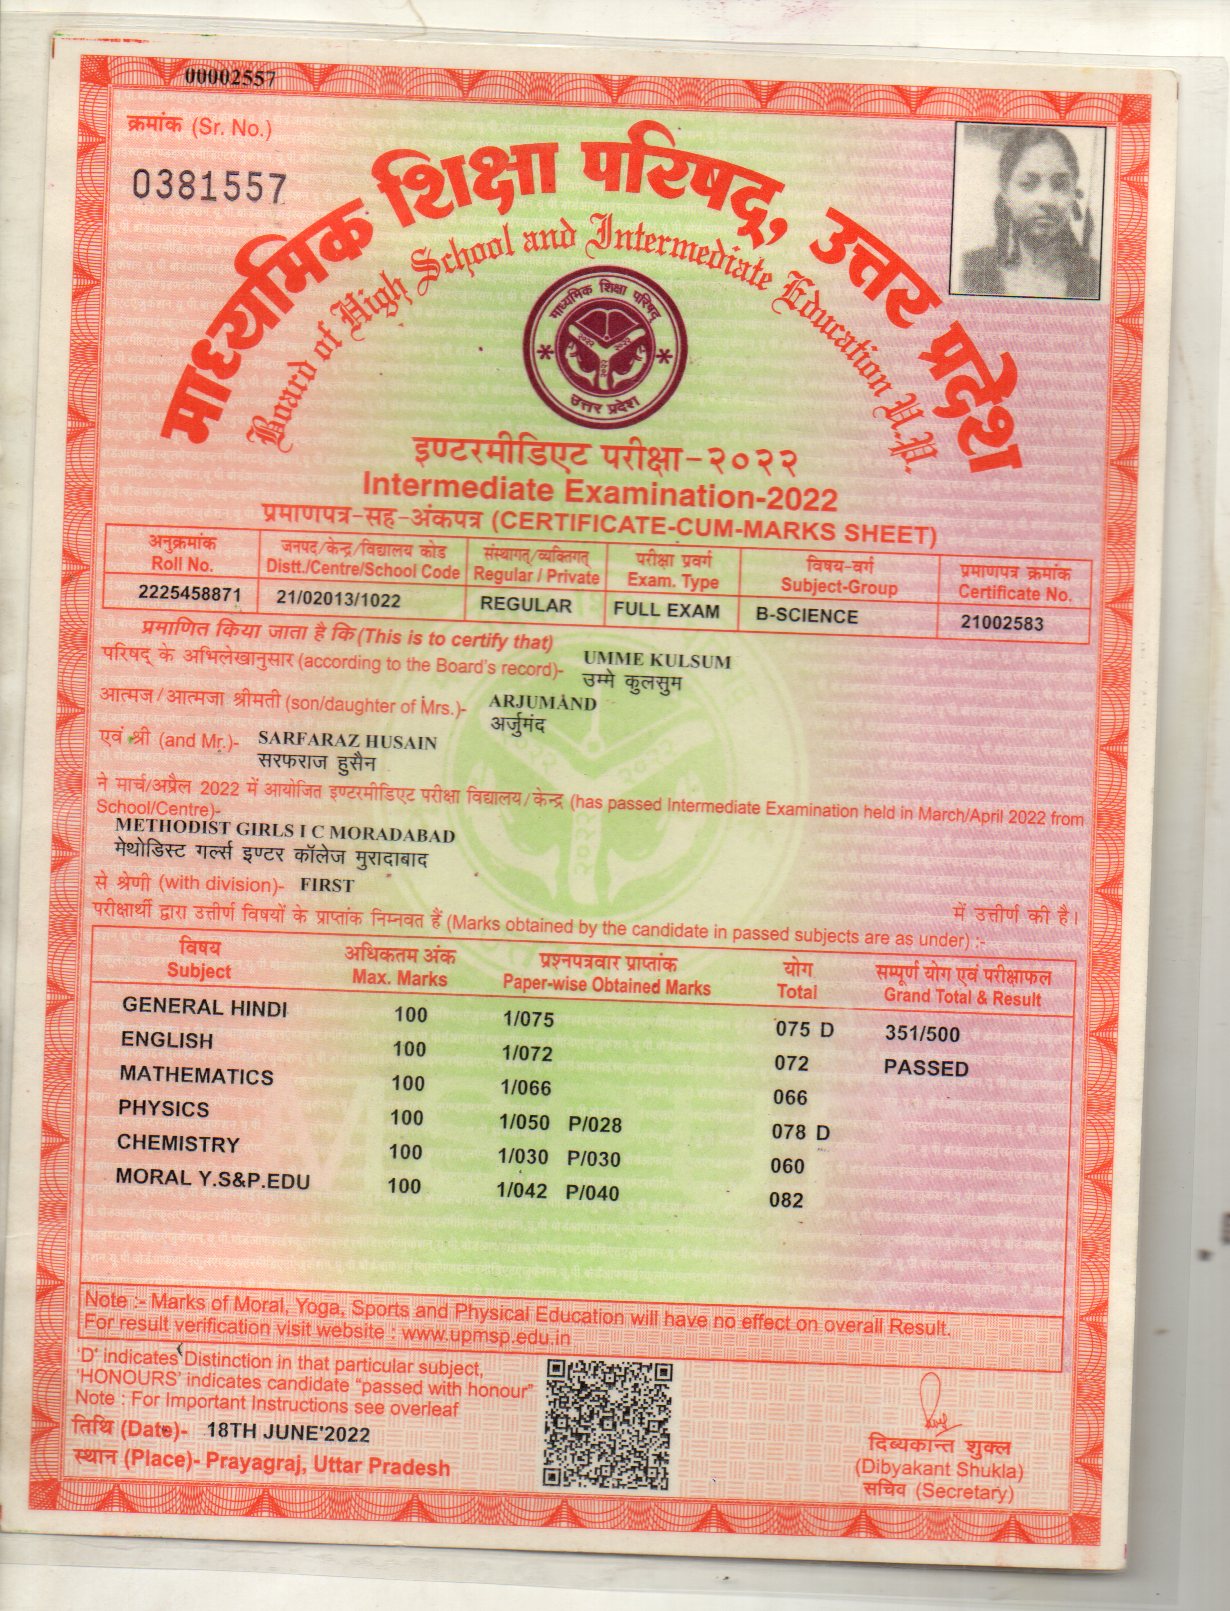 00002557
क्रमांक (Sr. No.)
0381557
माध्यमिक शिक्षा परिषद्, उत्तर प्रदेश
Board of High School and Intermediate Education U.P.
माध्यमिक शिक्षा परिषद्
२०२२ २०२२
२०२२
उत्तर प्रदेश
इण्टरमीडिएट परीक्षा-२०२२
Intermediate Examination-2022
प्रमाणपत्र-सह-अंकपत्र (CERTIFICATE-CUM-MARKS SHEET)
अनुक्रमांक जनपद/केन्द्र/विद्यालय कोड संस्थागत्/व्यक्तिगत् परीक्षा प्रवर्ग विषय-वर्ग प्रमाणपत्र क्रमांक
Roll No. Distt./Centre/School Code Regular / Private Exam. Type Subject-Group Certificate No.
2225458871 21/02013/1022 REGULAR FULL EXAM B-SCIENCE 21002583
प्रमाणित किया जाता है कि (This is to certify that)
परिषद् के अभिलेखानुसार (according to the Board's record)- UMME KULSUM
उम्मे कुलसुम
आत्मज/आत्मजा श्रीमती (son/daughter of Mrs.)- ARJUMAND
अर्जुमंद
एवं श्री (and Mr.)- SARFARAZ HUSAIN
सरफराज हुसैन
ने मार्च/अप्रैल 2022 में आयोजित इण्टरमीडिएट परीक्षा विद्यालय/केन्द्र (has passed Intermediate Examination held in March/April 2022 from
School/Centre)-
METHODIST GIRLS I C MORADABAD
मेथोडिस्ट गर्ल्स इण्टर कॉलेज मुरादाबाद
से श्रेणी (with division)- FIRST
में उत्तीर्ण की है।
परीक्षार्थी द्वारा उत्तीर्ण विषयों के प्राप्तांक निम्नवत हैं (Marks obtained by the candidate in passed subjects are as under) :-
विषय अधिकतम अंक प्रश्नपत्रवार प्राप्तांक योग सम्पूर्ण योग एवं परीक्षाफल
Subject Max. Marks Paper-wise Obtained Marks Total Grand Total & Result
GENERAL HINDI 100 1/075 075 D 351/500
ENGLISH 100 1/072 072 PASSED
MATHEMATICS 100 1/066 066
PHYSICS 100 1/050 P/028 078 D
CHEMISTRY 100 1/030 P/030 060
MORAL Y.S&P.EDU 100 1/042 P/040 082
Note :- Marks of Moral, Yoga, Sports and Physical Education will have no effect on overall Result.
For result verification visit website : www.upmsp.edu.in
'D' indicates Distinction in that particular subject,
'HONOURS' indicates candidate "passed with honour"
Note : For Important Instructions see overleaf
तिथि (Date)- 18TH JUNE'2022
स्थान (Place)- Prayagraj, Uttar Pradesh
दिब्यकान्त शुक्ल
(Dibyakant Shukla)
सचिव (Secretary)